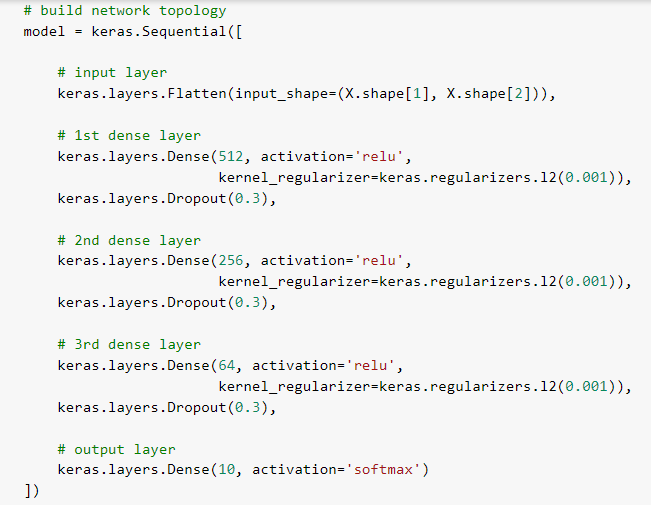 # build network topology
model = keras.Sequential([
# input layer
keras.layers.Flatten(input_shape=(X.shape[1], X.shape[2])),
# 1st dense layer
keras.layers.Dense(512, activation='relu',
kernel_regularizer=keras.regularizers.l2(0.001)),
keras.layers.Dropout(0.3),
# 2nd dense layer
keras.layers.Dense(256, activation='relu',
kernel_regularizer=keras.regularizers.l2(0.001)),
keras.layers.Dropout(0.3),
# 3rd dense layer
keras.layers.Dense(64, activation='relu',
kernel_regularizer=keras.regularizers.l2(0.001)),
keras.layers.Dropout(0.3),
# output layer
keras.layers.Dense(10, activation='softmax')
])